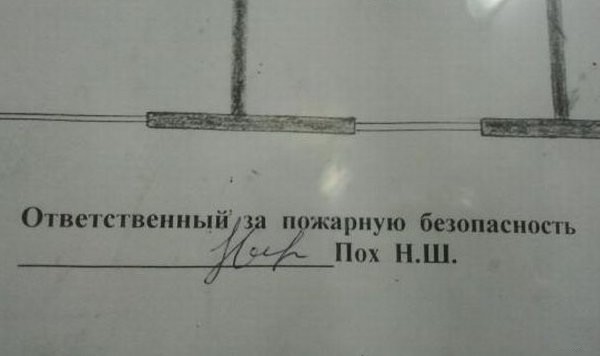 Ответственный за пожарную безопасность
Пох Н.Ш.